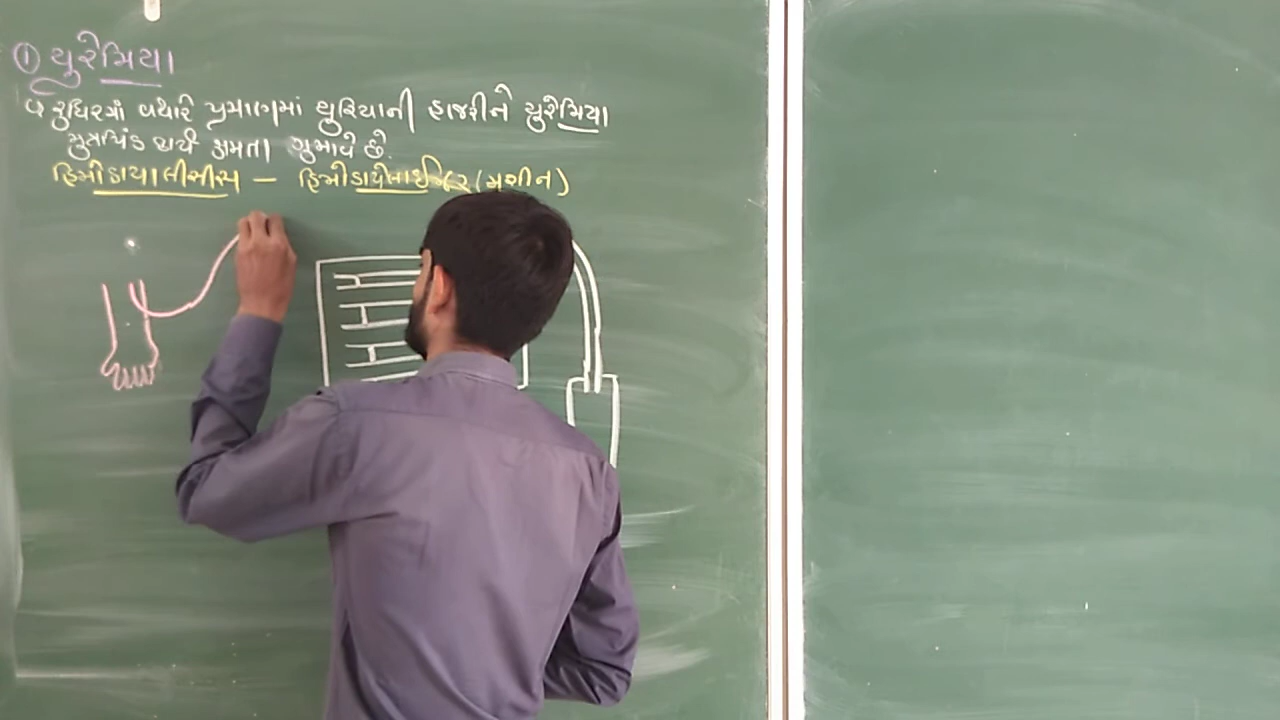 ① યુરેમિયા
↳ રુધિરમાં વધારે પ્રમાણમાં યુરિયાની હાજરીને યુરેમિયા
મુત્રપિંડ કાર્ય ક્ષમતા ગુમાવે છે.
હિમોડાયાલીસીસ – હિમોડાયેલાઈઝર (મશીન)